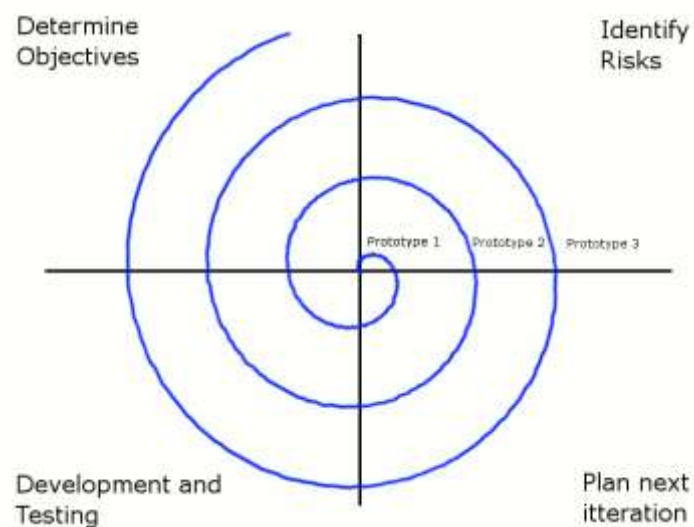 Determine
Objectives
Identify
Risks
Prototype 1
Prototype 2
Prototype 3
Development and
Testing
Plan next
itteration